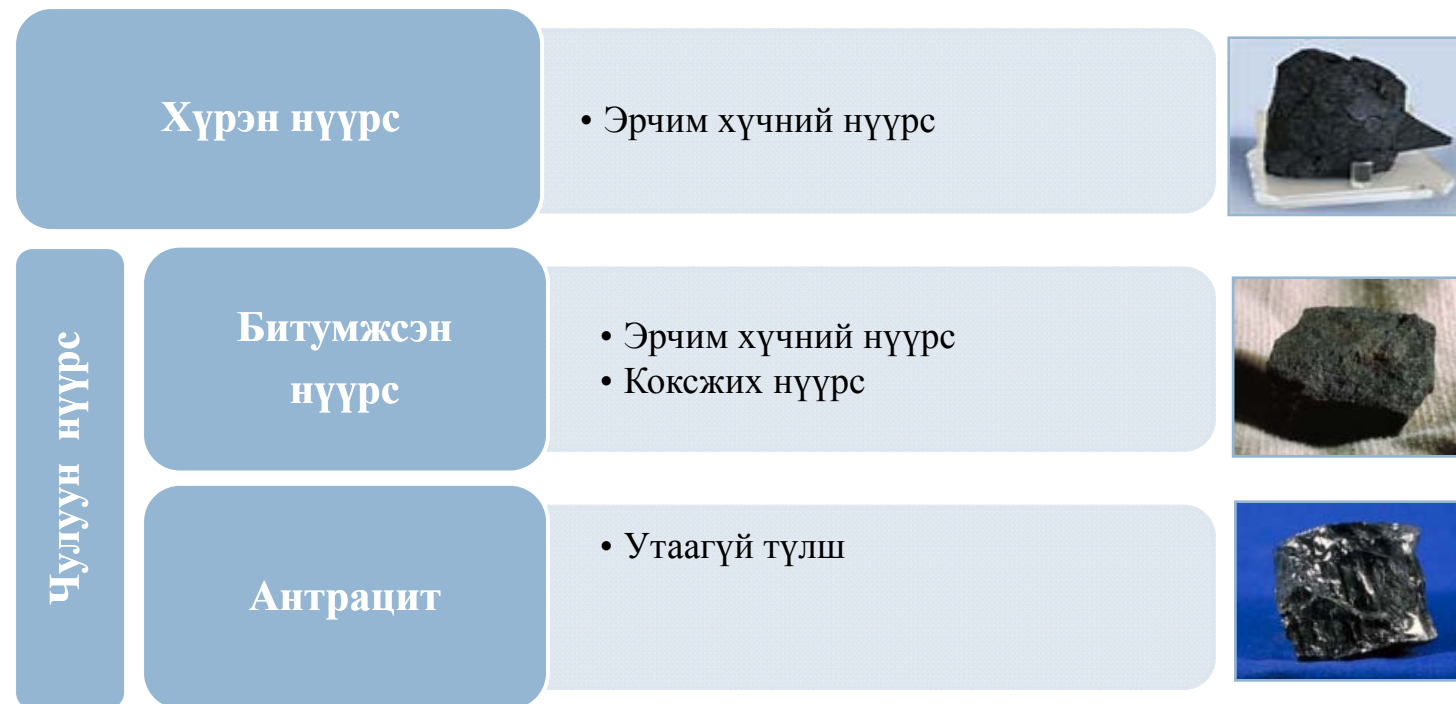 Хүрэн нүүрс
• Эрчим хүчний нүүрс
Чулуун нүүрс
Битумжсэн
нүүрс
• Эрчим хүчний нүүрс
• Коксжих нүүрс
Антрацит
• Утаагүй түлш